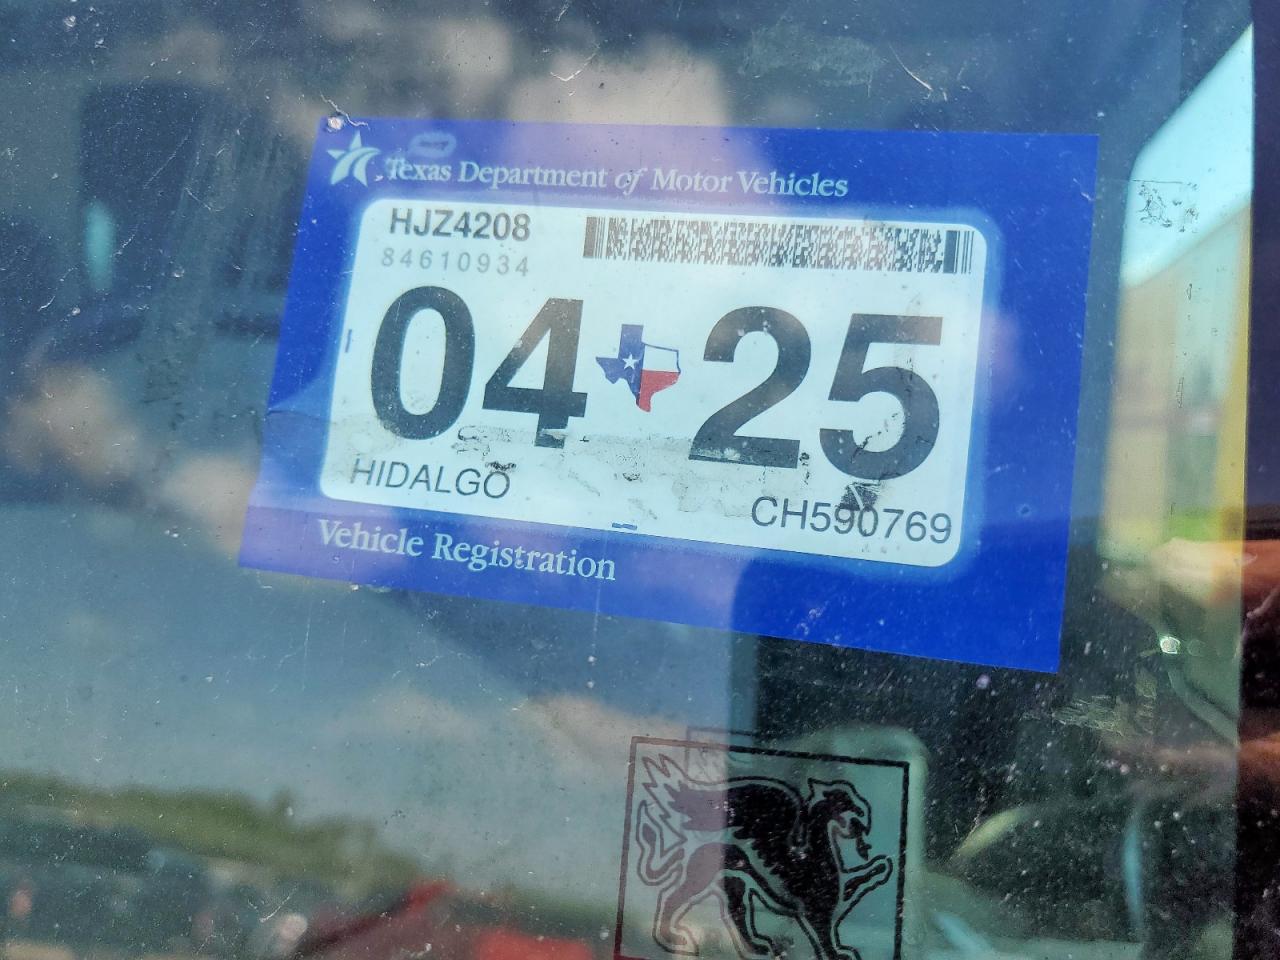 Texas Department of Motor Vehicles
HJZ4208
84610934
04 25
HIDALGO
CH590769
Vehicle Registration